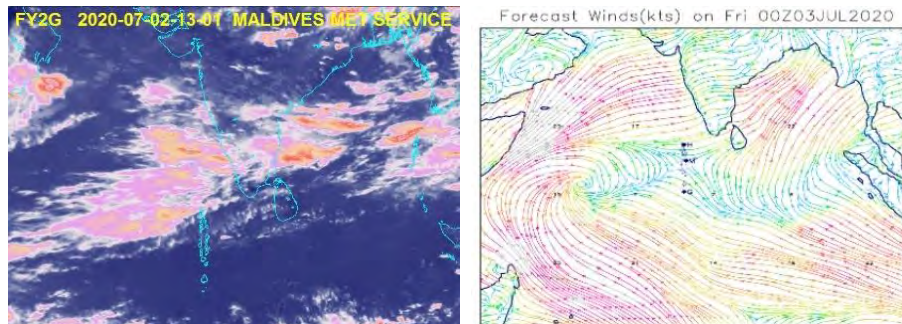 FY2G 2020-07-02-13-01 MALDIVES MET SERVICE
Forecast Winds(kts) on Fri 00Z03JUL2020
H
M
G